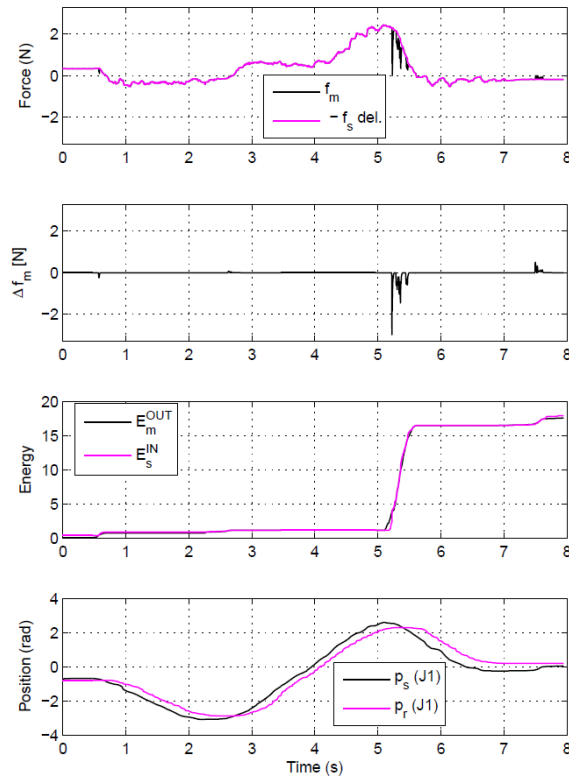 Force (N)
2
0
−2
f_m
− f_s del.
0 1 2 3 4 5 6 7 8
Δ f_m [N]
2
0
−2
0 1 2 3 4 5 6 7 8
Energy
20
15
10
5
0
E_m^OUT
E_s^IN
0 1 2 3 4 5 6 7 8
Position (rad)
4
2
0
−2
−4
p_s (J1)
p_r (J1)
0 1 2 3 4 5 6 7 8
Time (s)